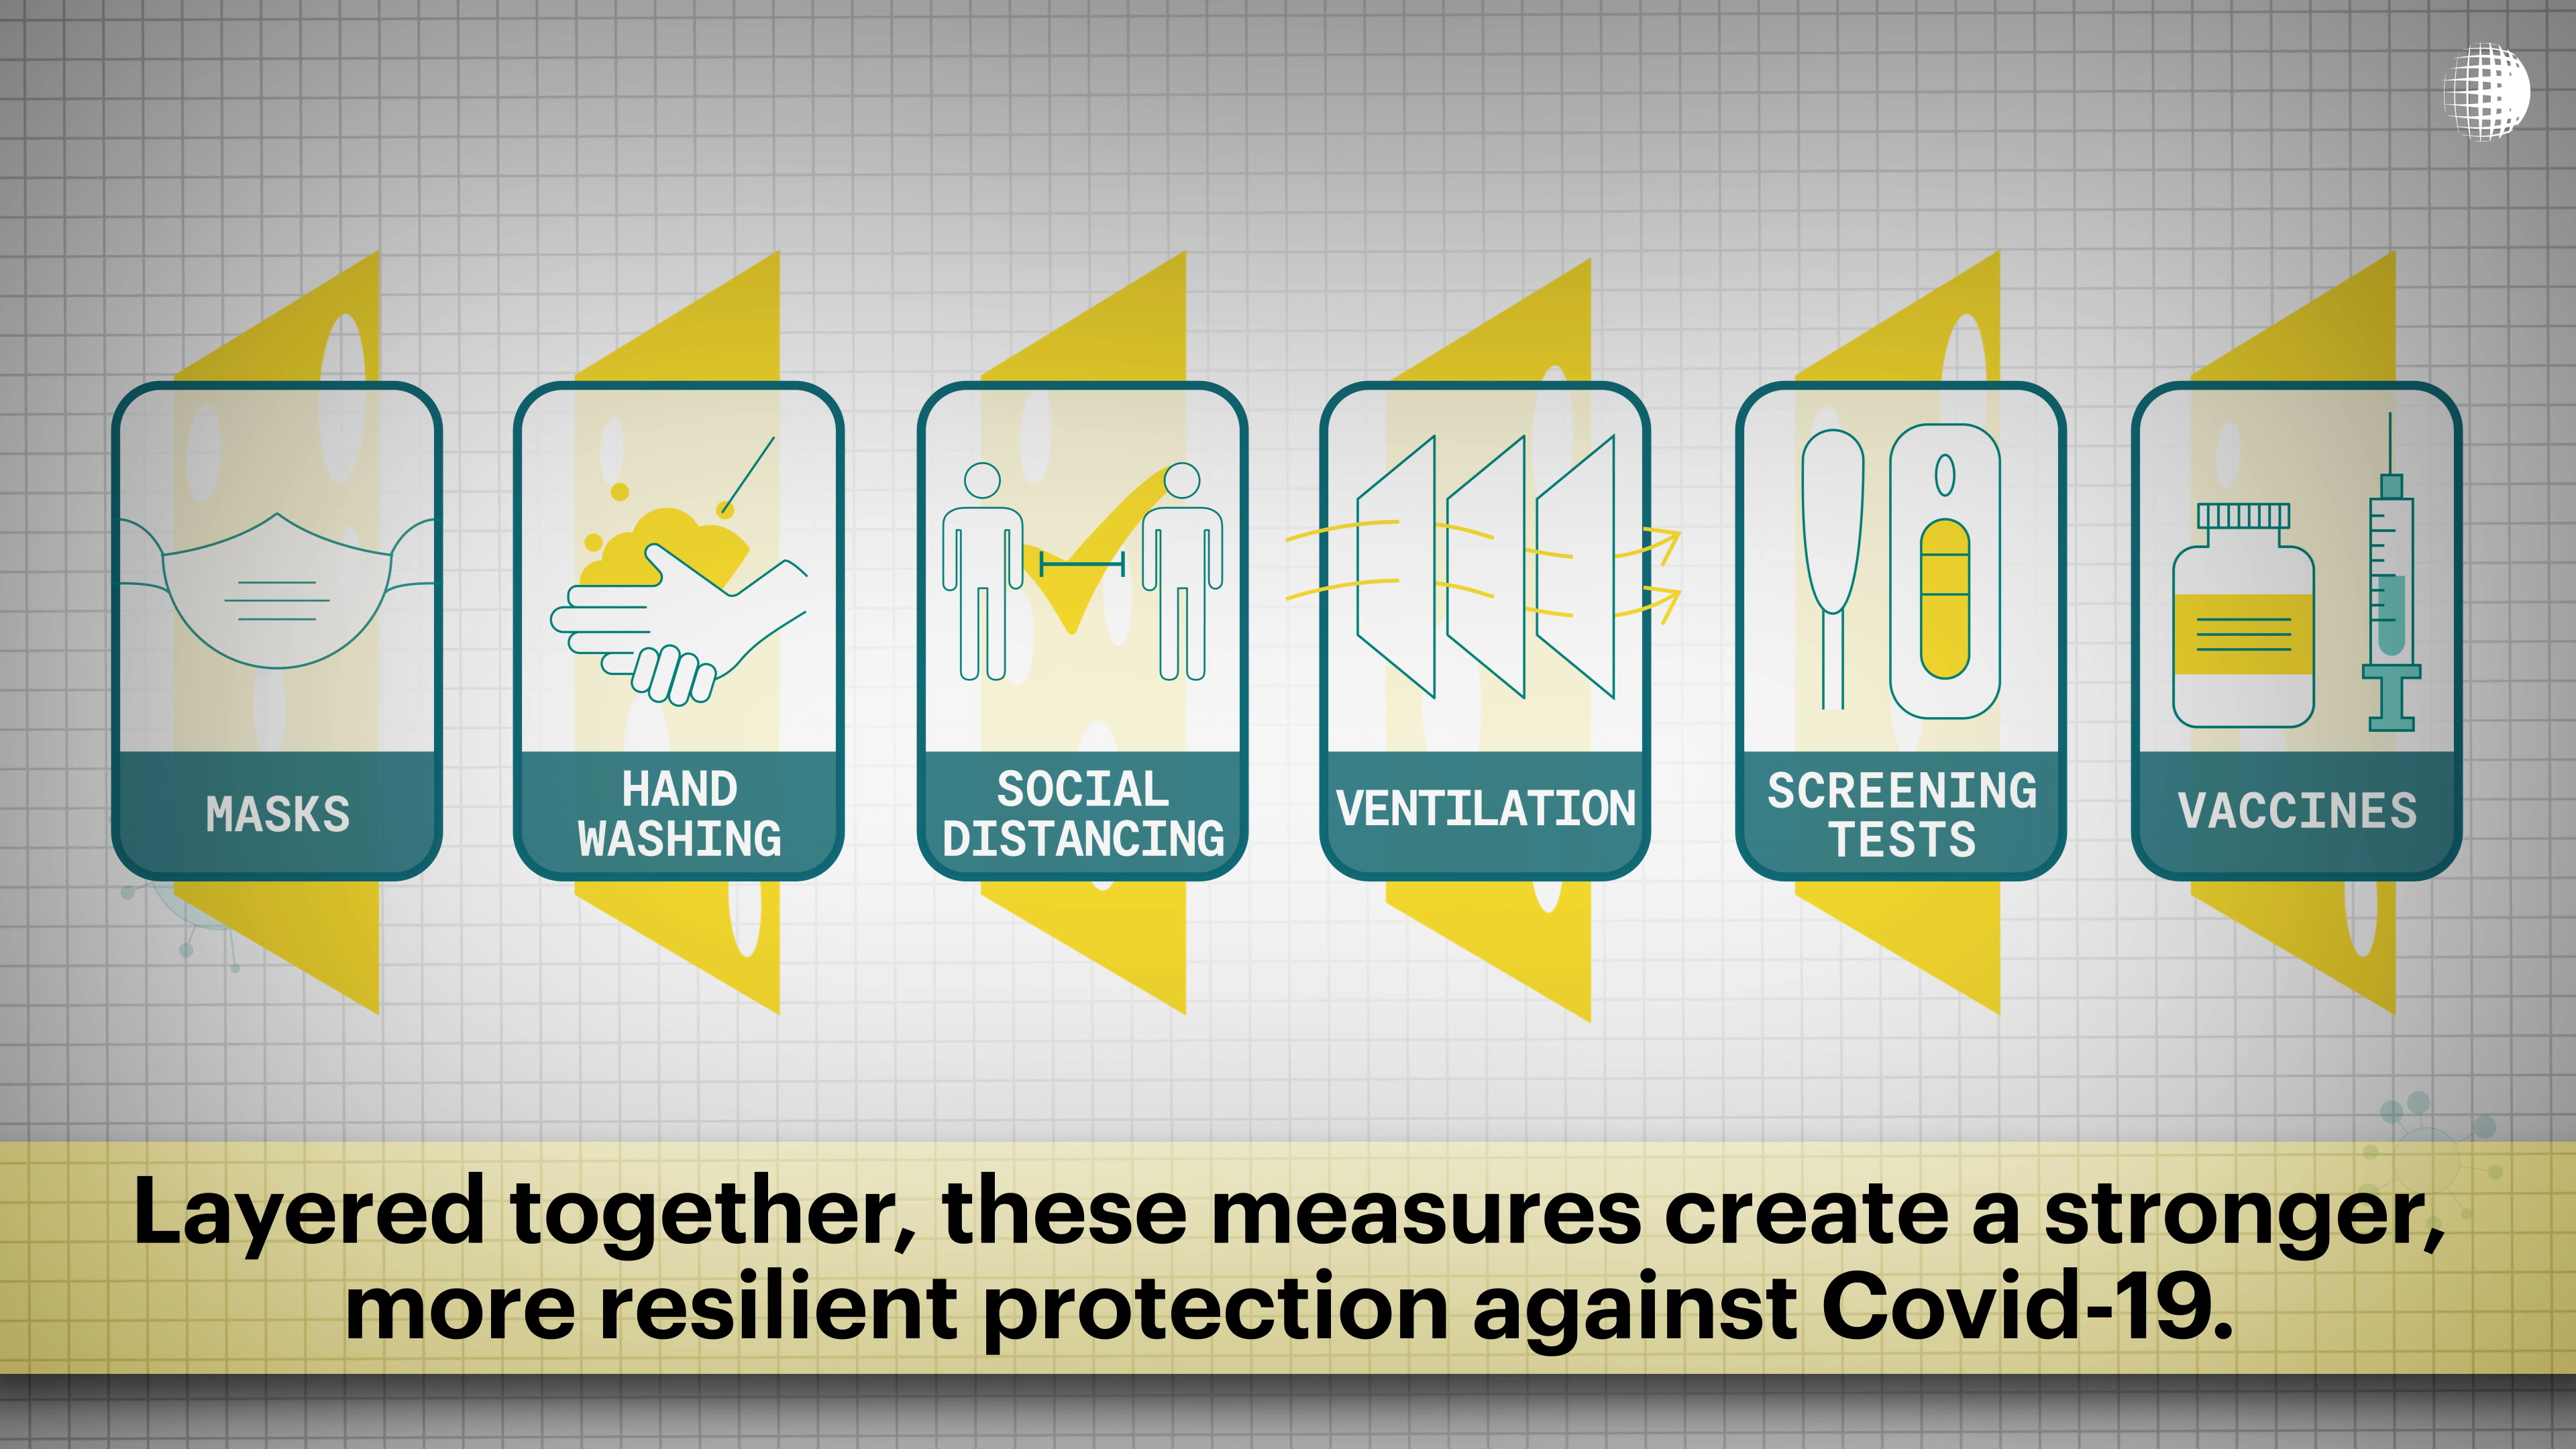 MASKS
HAND
WASHING
SOCIAL
DISTANCING
VENTILATION
SCREENING
TESTS
VACCINES
Layered together, these measures create a stronger,
more resilient protection against Covid-19.